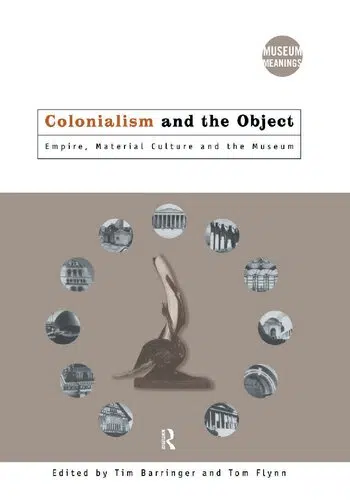 MUSEUM
MEANINGS
Colonialism and the Object
Empire, Material Culture and the Museum
R
Edited by Tim Barringer and Tom Flynn